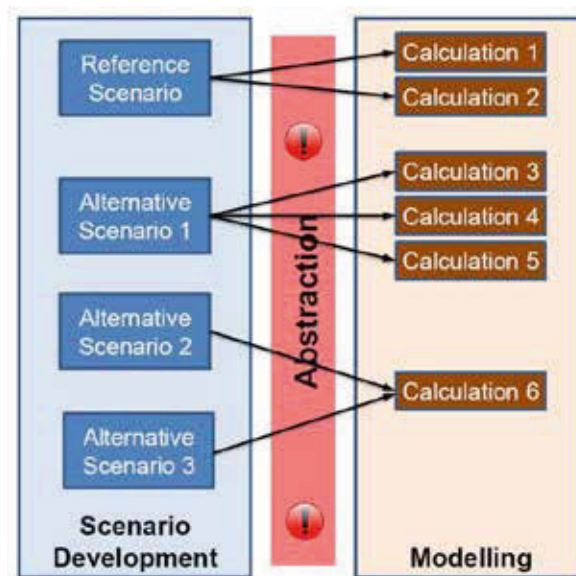 Reference
Scenario
Alternative
Scenario 1
Alternative
Scenario 2
Alternative
Scenario 3
Scenario
Development
!
Abstraction
!
Calculation 1
Calculation 2
Calculation 3
Calculation 4
Calculation 5
Calculation 6
Modelling